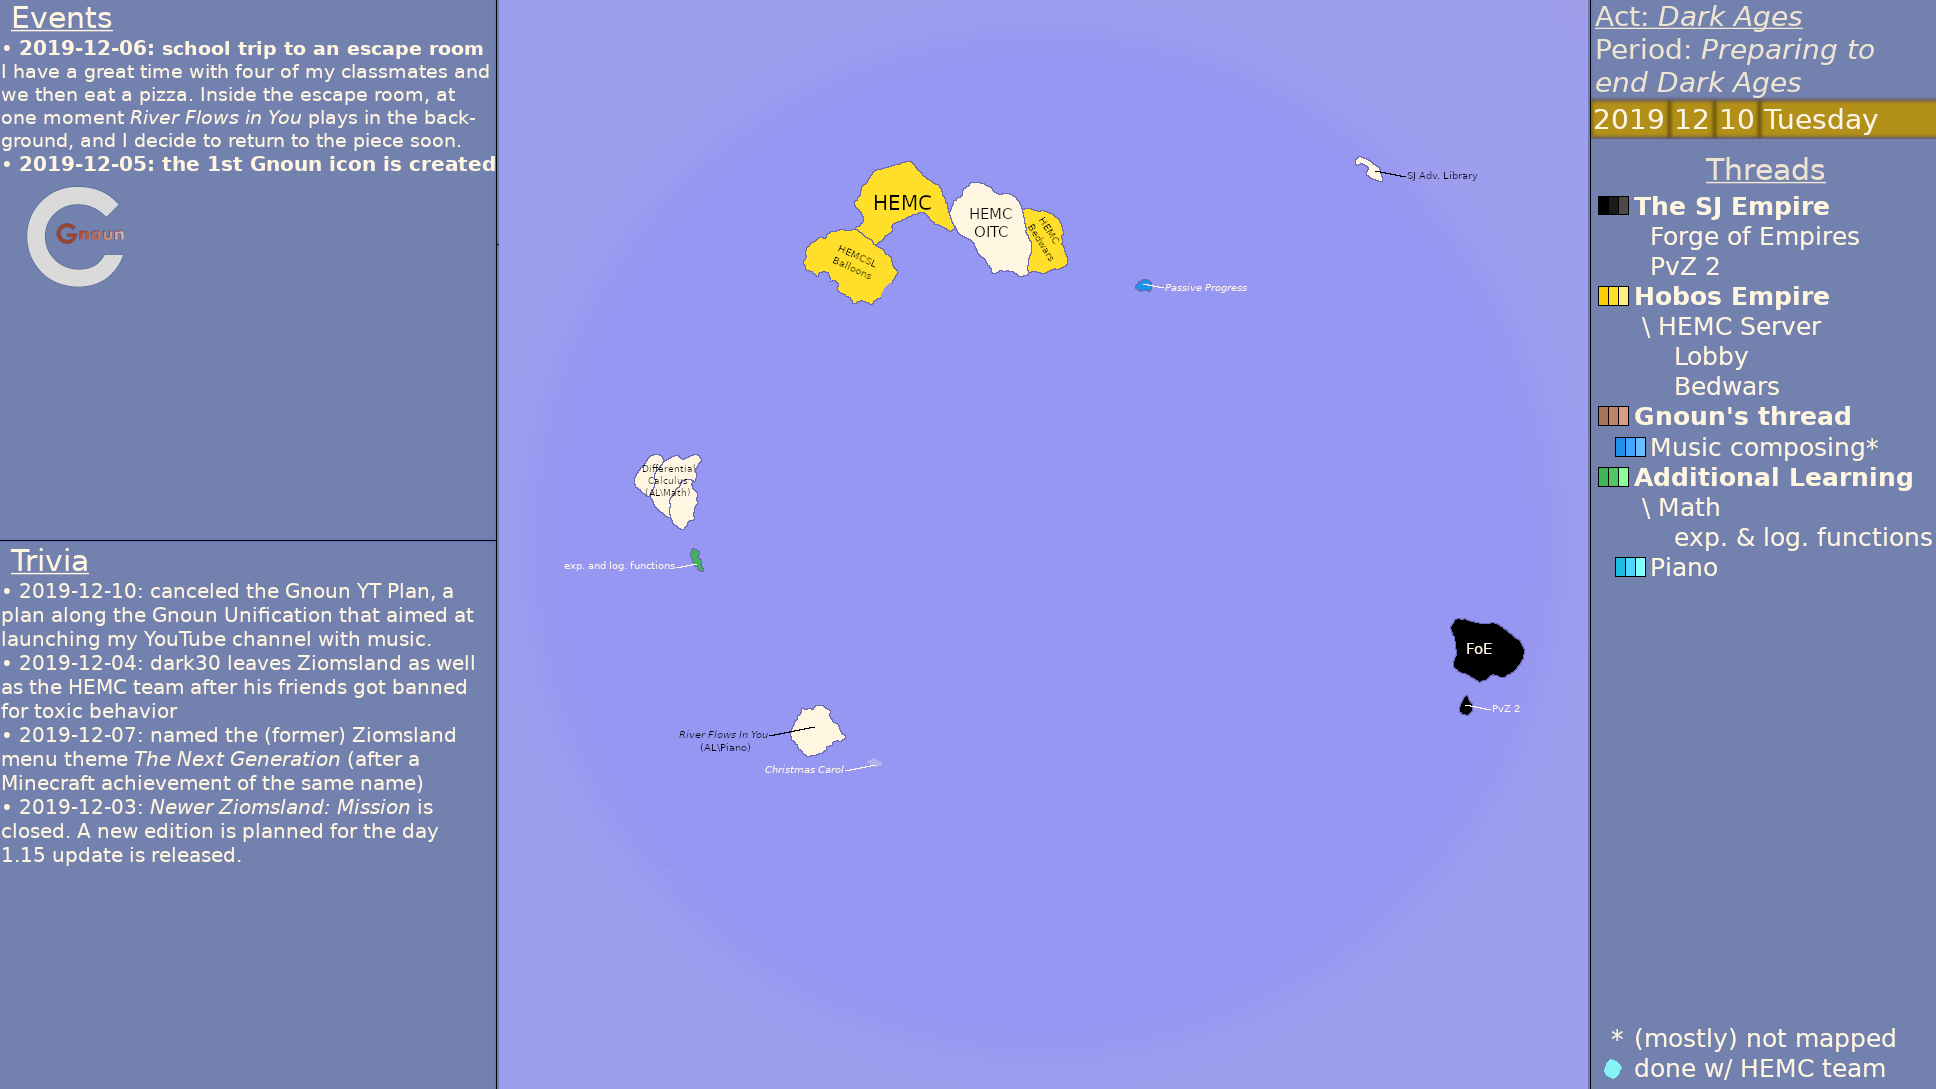 Events
• 2019-12-06: school trip to an escape room
I have a great time with four of my classmates and
we then eat a pizza. Inside the escape room, at
one moment River Flows in You plays in the back-
ground, and I decide to return to the piece soon.
• 2019-12-05: the 1st Gnoun icon is created
Gnoun
Trivia
• 2019-12-10: canceled the Gnoun YT Plan, a
plan along the Gnoun Unification that aimed at
launching my YouTube channel with music.
• 2019-12-04: dark30 leaves Ziomsland as well
as the HEMC team after his friends got banned
for toxic behavior
• 2019-12-07: named the (former) Ziomsland
menu theme The Next Generation (after a
Minecraft achievement of the same name)
• 2019-12-03: Newer Ziomsland: Mission is
closed. A new edition is planned for the day
1.15 update is released.
HEMC
HEMC
OITC
HEMC
Bedwars
HEMCSL
Balloons
SJ Adv. Library
Passive Progress
Differential
Calculus
(AL\Math)
exp. and log. functions
FoE
PvZ 2
River Flows In You
(AL\Piano)
Christmas Carol
Act: Dark Ages
Period: Preparing to
end Dark Ages
2019 12 10 Tuesday
Threads
The SJ Empire
Forge of Empires
PvZ 2
Hobos Empire
\ HEMC Server
Lobby
Bedwars
Gnoun's thread
Music composing*
Additional Learning
\ Math
exp. & log. functions
Piano
* (mostly) not mapped
done w/ HEMC team